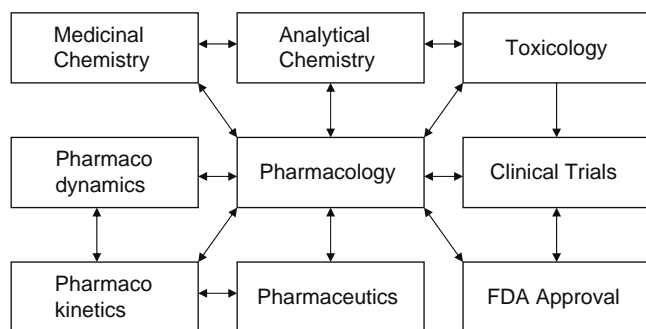 Medicinal
Chemistry
Analytical
Chemistry
Toxicology
Pharmaco
dynamics
Pharmacology
Clinical Trials
Pharmaco
kinetics
Pharmaceutics
FDA Approval